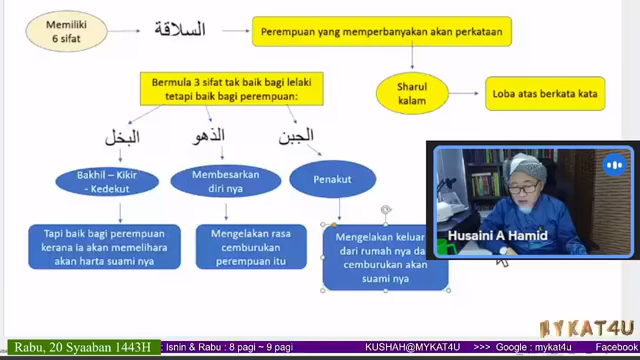 Memiliki
6 sifat
السلاقة
Perempuan yang memperbanyakan akan perkataan
Bermula 3 sifat tak baik bagi lelaki
tetapi baik bagi perempuan:
Sharul
kalam
Loba atas berkata kata
البخل
الذهو
الجبن
Bakhil – Kikir
- Kedekut
Membesarkan
diri nya
Penakut
Tapi baik bagi perempuan
kerana ia akan memelihara
akan harta suami nya
Mengelakan rasa
cemburukan
perempuan itu
Mengelakan keluar
dari rumah nya da
cemburukan akan
suami nya
Husaini A Hamid
MYKAT4U
Rabu, 20 Syaaban 1443H
: Isnin & Rabu : 8 pagi ~ 9 pagi
KUSHAH@MYKAT4U
>>> Google : mykat4u
Facebook